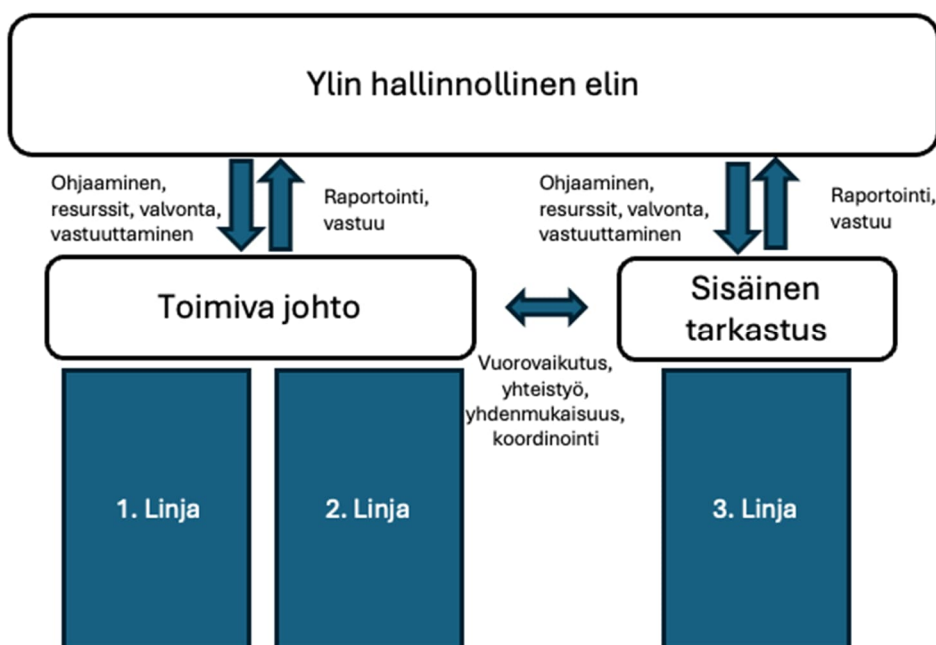 Ylin hallinnollinen elin
Ohjaaminen,
resurssit, valvonta,
vastuuttaminen
Raportointi,
vastuu
Ohjaaminen,
resurssit, valvonta,
vastuuttaminen
Raportointi,
vastuu
Toimiva johto
Sisäinen
tarkastus
Vuorovaikutus,
yhteistyö,
yhdenmukaisuus,
koordinointi
1. Linja
2. Linja
3. Linja